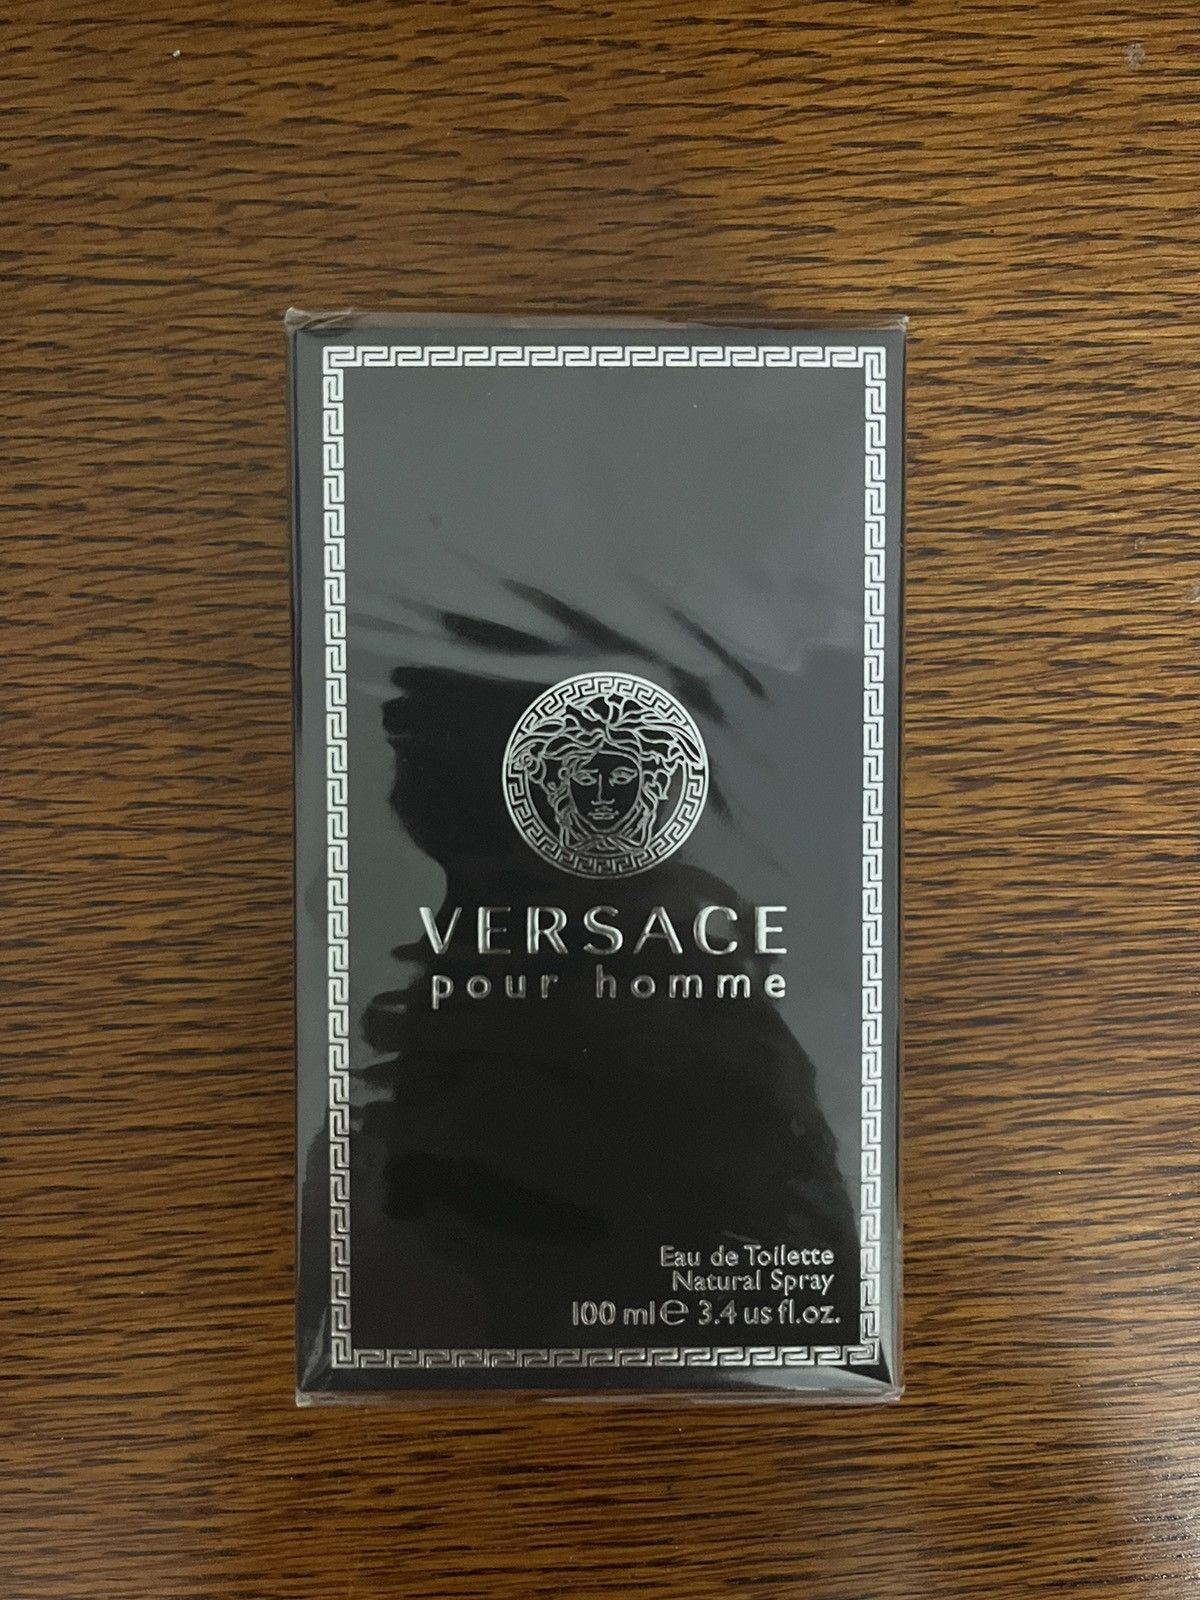 VERSACE
pour homme
Eau de Toilette
Natural Spray
100 ml ℮ 3.4 us fl.oz.